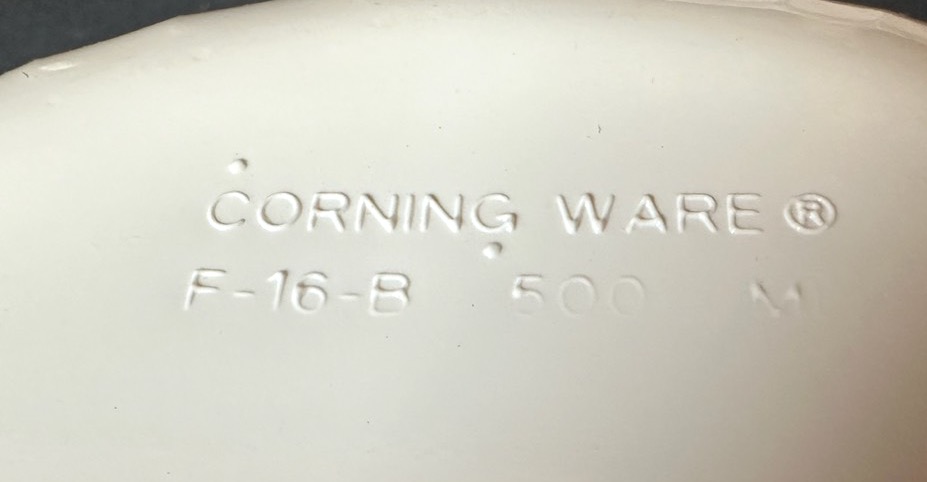 CORNING WARE ®
F-16-B 500 M